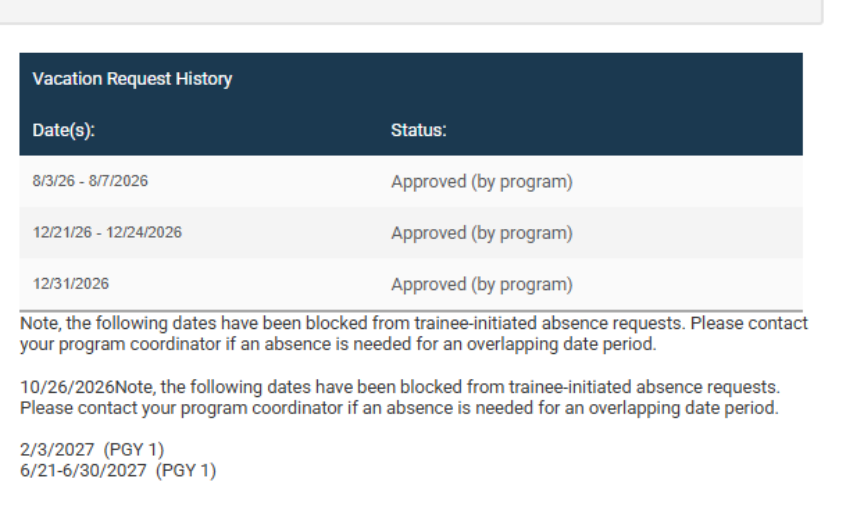 Vacation Request History
Date(s): Status:
8/3/26 - 8/7/2026 Approved (by program)
12/21/26 - 12/24/2026 Approved (by program)
12/31/2026 Approved (by program)
Note, the following dates have been blocked from trainee-initiated absence requests. Please contact
your program coordinator if an absence is needed for an overlapping date period.
10/26/2026Note, the following dates have been blocked from trainee-initiated absence requests.
Please contact your program coordinator if an absence is needed for an overlapping date period.
2/3/2027 (PGY 1)
6/21-6/30/2027 (PGY 1)